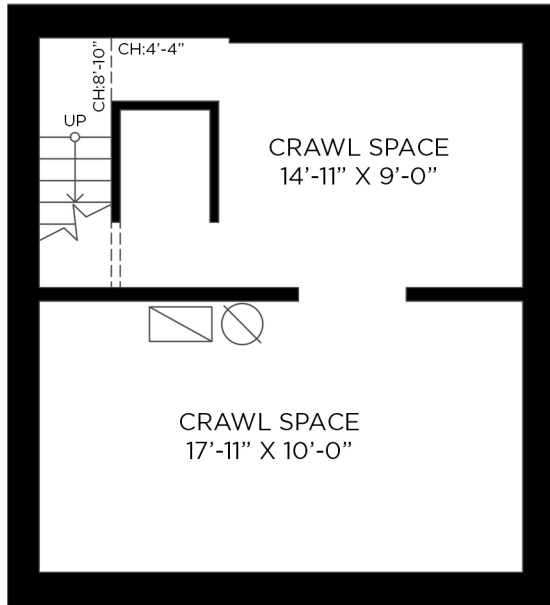 CH:8'-10"
CH:4'-4"
UP
CRAWL SPACE
14'-11" X 9'-0"
CRAWL SPACE
17'-11" X 10'-0"